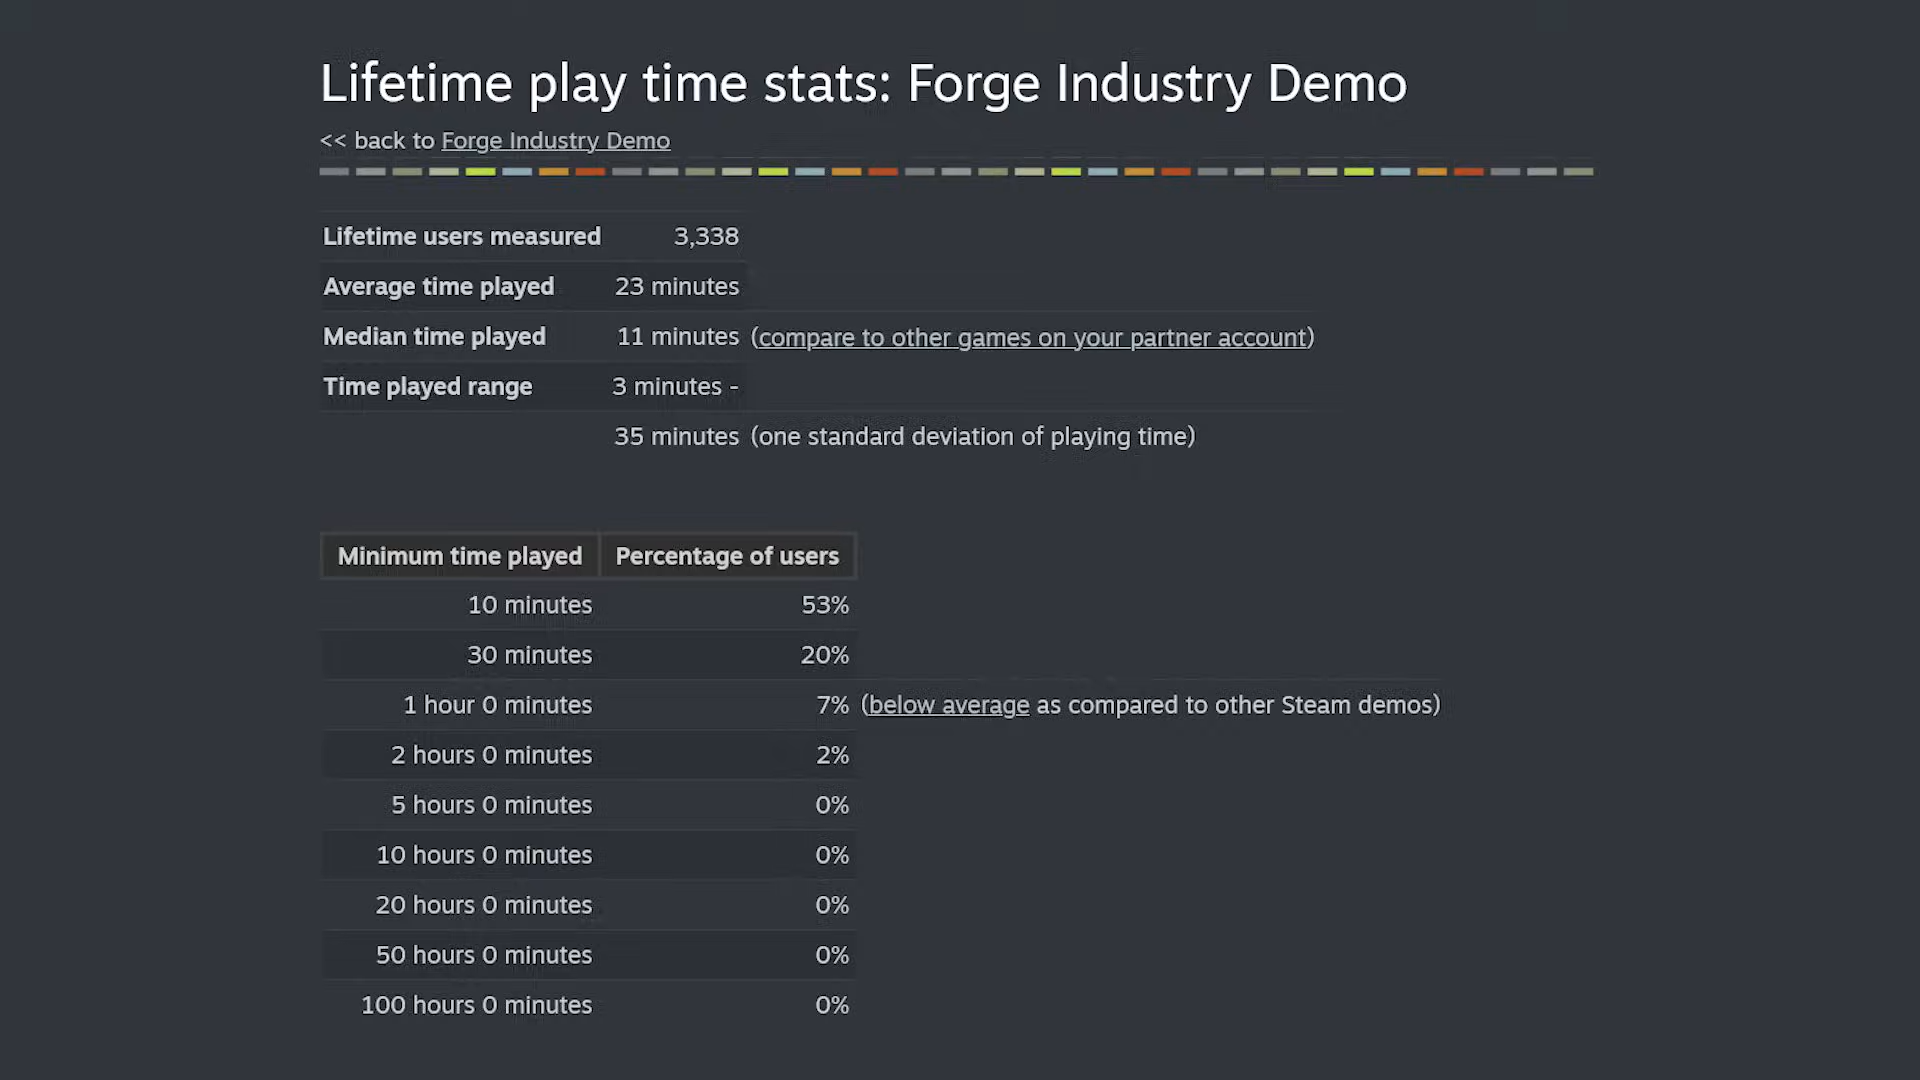 Lifetime play time stats: Forge Industry Demo
<< back to Forge Industry Demo
Lifetime users measured 3,338
Average time played 23 minutes
Median time played 11 minutes (compare to other games on your partner account)
Time played range 3 minutes -
35 minutes (one standard deviation of playing time)
Minimum time played Percentage of users
10 minutes 53%
30 minutes 20%
1 hour 0 minutes 7% (below average as compared to other Steam demos)
2 hours 0 minutes 2%
5 hours 0 minutes 0%
10 hours 0 minutes 0%
20 hours 0 minutes 0%
50 hours 0 minutes 0%
100 hours 0 minutes 0%